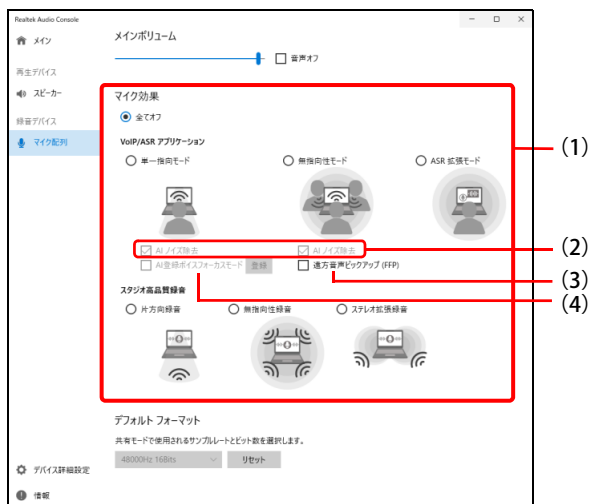 Realtek Audio Console
メイン
再生デバイス
スピーカー
録音デバイス
マイク配列
デバイス詳細設定
情報
メインボリューム
音声オフ
マイク効果
全てオフ
VoIP/ASR アプリケーション
単一指向モード 無指向性モード ASR 拡張モード
AI ノイズ除去 AI ノイズ除去
AI登録ボイスフォーカスモード 登録 遠方音声ピックアップ (FFP)
スタジオ高品質録音
片方向録音 無指向性録音 ステレオ拡張録音
デフォルト フォーマット
共有モードで使用されるサンプルレートとビット数を選択します。
48000Hz 16Bits リセット
(1)
(2)
(3)
(4)